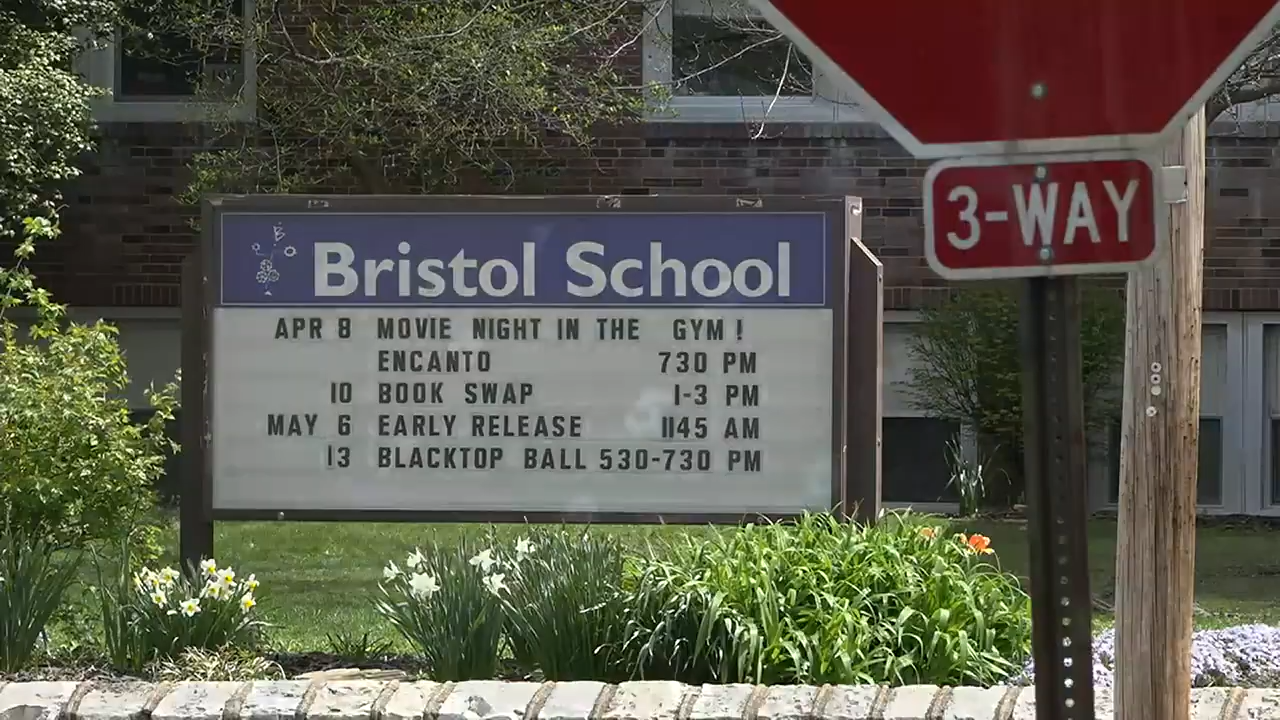 Bristol School
APR 8 MOVIE NIGHT IN THE GYM!
ENCANTO 730 PM
10 BOOK SWAP 1-3 PM
MAY 6 EARLY RELEASE 1145 AM
13 BLACKTOP BALL 530-730 PM
3-WAY